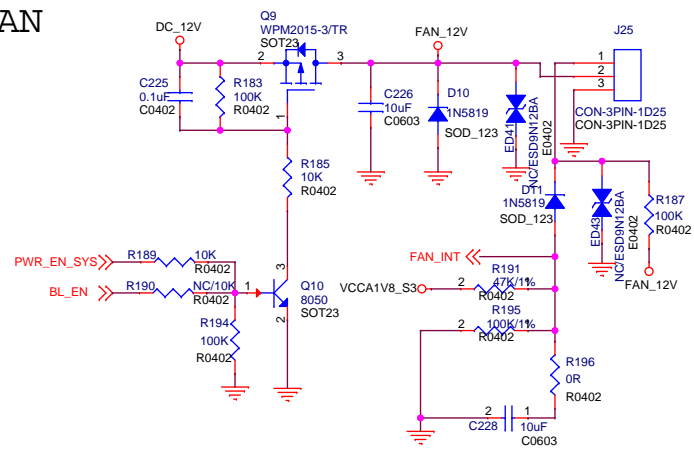 AN
DC_12V
Q9
WPM2015-3/TR
SOT23
2
3
1
FAN_12V
J25
1
2
3
CON-3PIN-1D25
CON-3PIN-1D25
C225
0.1uF
C0402
R183
100K
R0402
C226
10uF
C0603
D10
1N5819
SOD_123
ED41
NC/ESD9N12BA
E0402
R185
10K
R0402
D11
1N5819
SOD_123
ED43
NC/ESD9N12BA
E0402
R187
100K
R0402
FAN_12V
PWR_EN_SYS
R189
10K
R0402
BL_EN
R190
NC/10K
R0402
1
3
2
Q10
8050
SOT23
R194
100K
R0402
FAN_INT
VCCA1V8_S3
2
R191
1
47K/1%
R0402
2
R195
1
100K/1%
R0402
R196
0R
R0402
2
1
C228
10uF
C0603